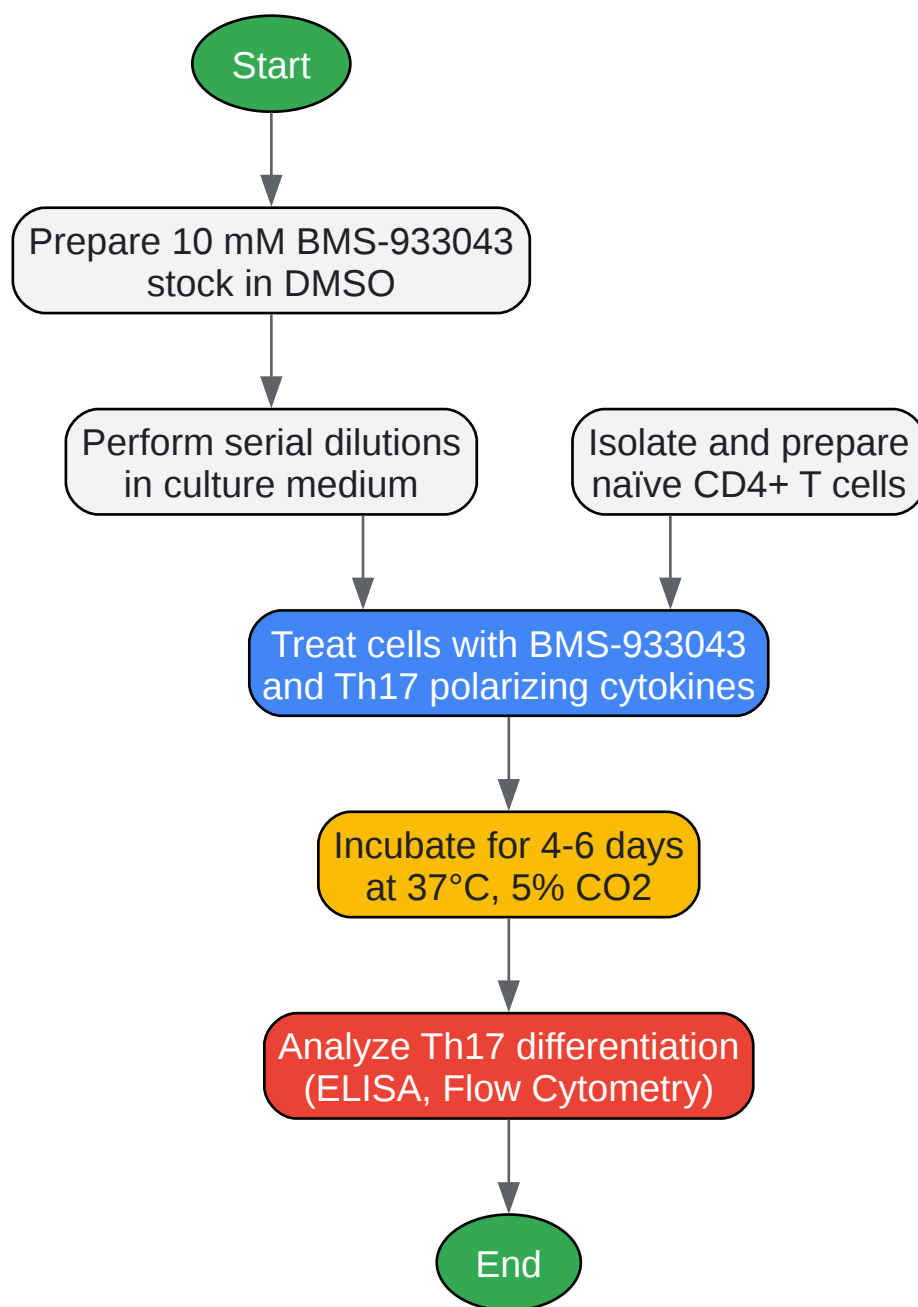 Start
Prepare 10 mM BMS-933043
stock in DMSO
Perform serial dilutions
in culture medium
Isolate and prepare
naïve CD4+ T cells
Treat cells with BMS-933043
and Th17 polarizing cytokines
Incubate for 4-6 days
at 37°C, 5% CO2
Analyze Th17 differentiation
(ELISA, Flow Cytometry)
End